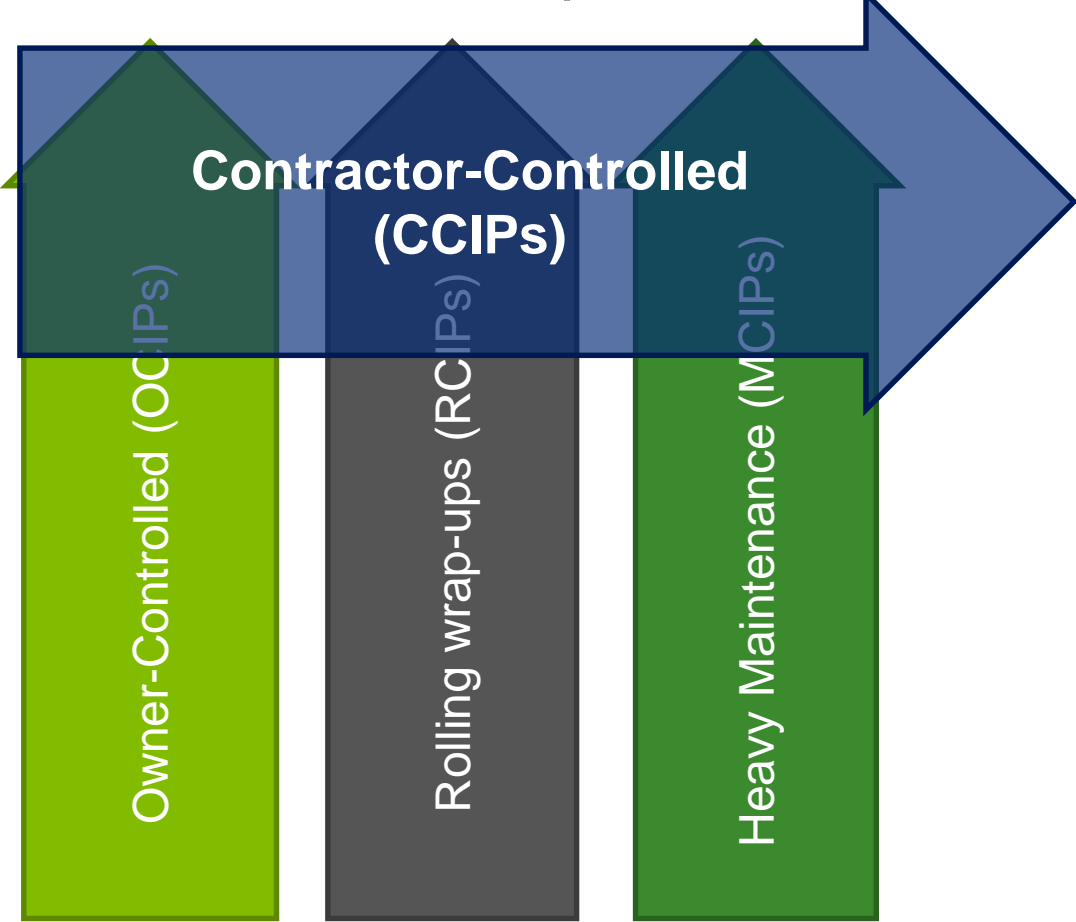 Contractor-Controlled
(CCIPs)
Owner-Controlled (OCIPs)
Rolling wrap-ups (RCIPs)
Heavy Maintenance (MCIPs)